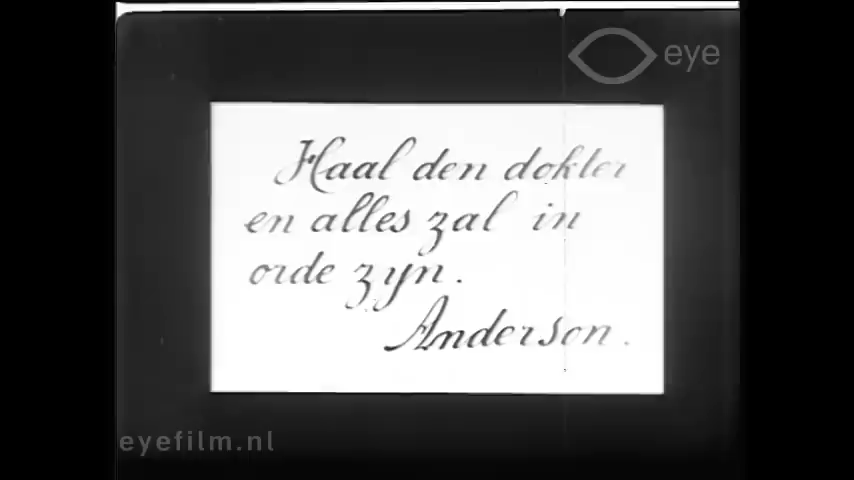 eye
Haal den dokter
en alles zal in
orde zyn.
Anderson.
eyefilm.nl